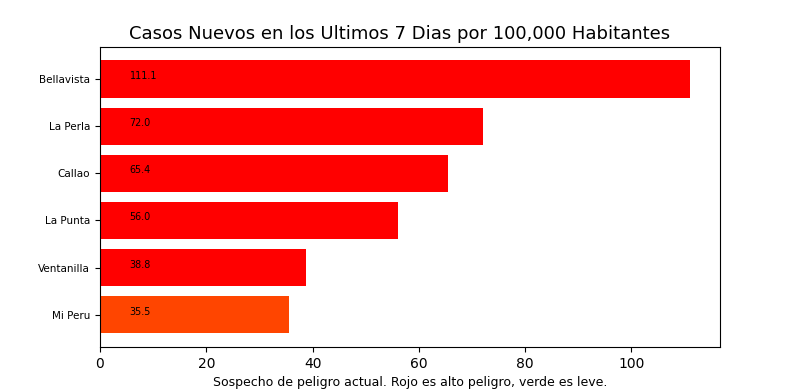 Casos Nuevos en los Ultimos 7 Dias por 100,000 Habitantes
Bellavista 111.1
La Perla 72.0
Callao 65.4
La Punta 56.0
Ventanilla 38.8
Mi Peru 35.5
0 20 40 60 80 100
Sospecho de peligro actual. Rojo es alto peligro, verde es leve.